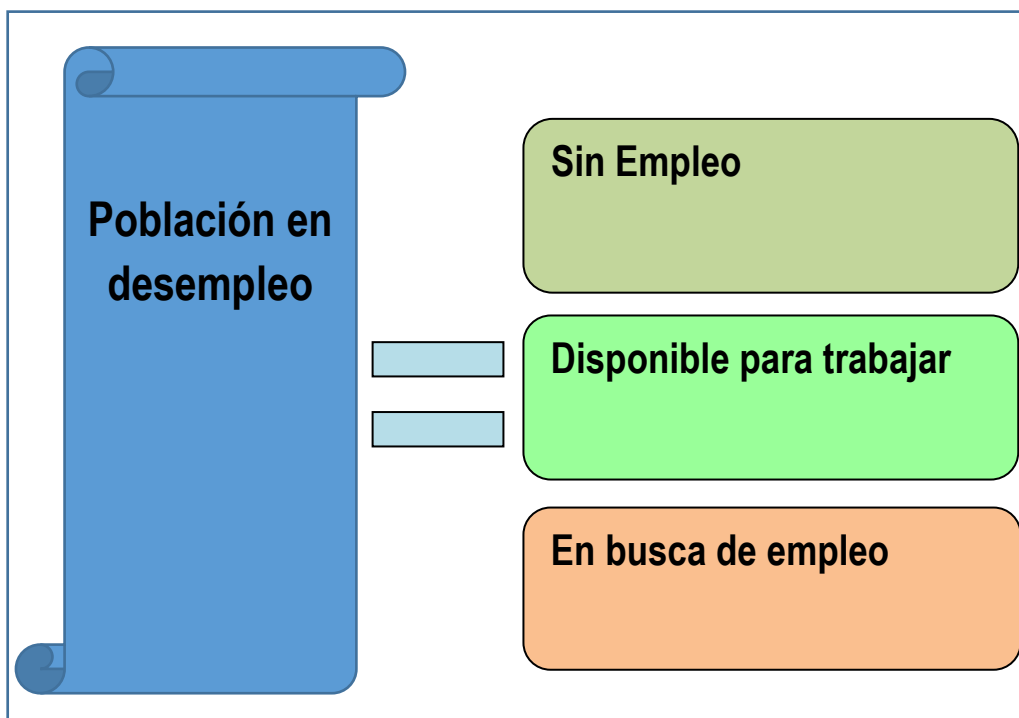 Población en
desempleo
Sin Empleo
Disponible para trabajar
En busca de empleo